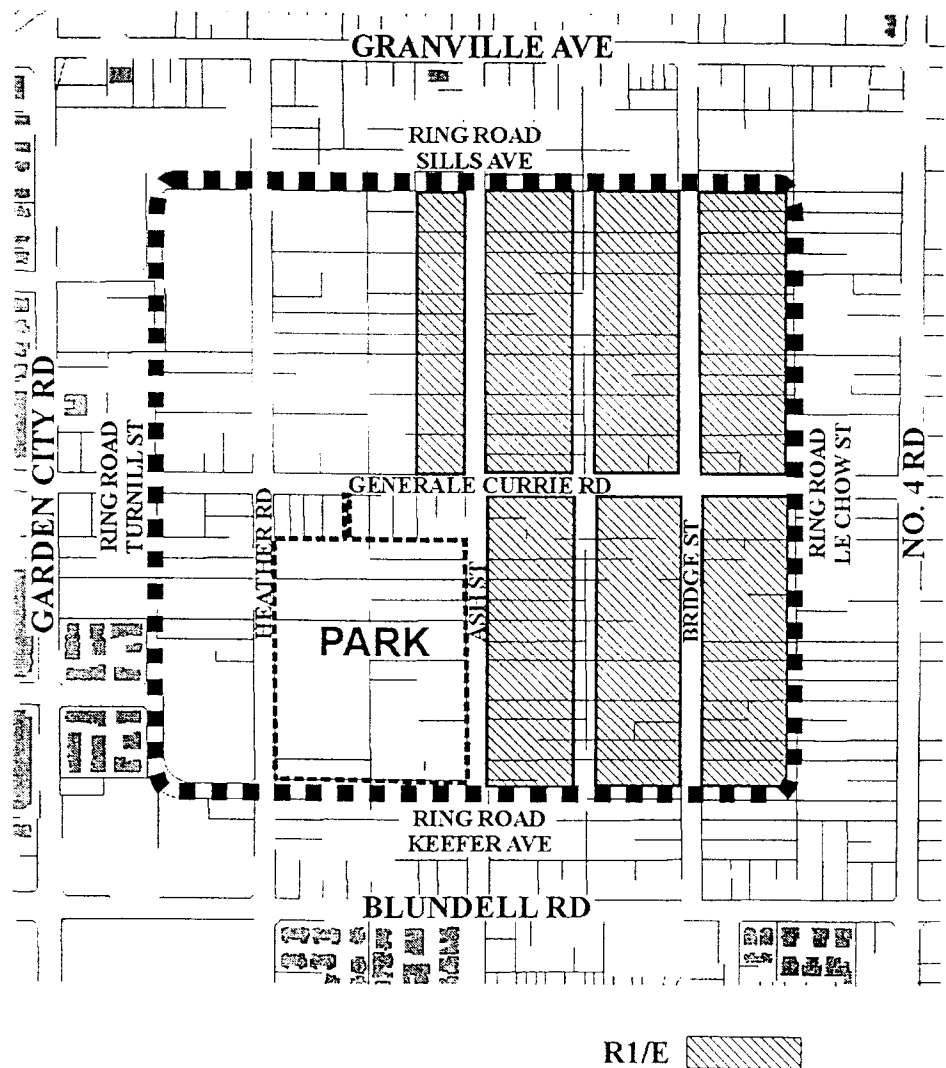 GRANVILLE AVE
RING ROAD
SILLS AVE
GARDEN CITY RD
RING ROAD
TURNILL ST
HEATHER RD
GENERALE CURRIE RD
PARK
ASH ST
BRIDGE ST
RING ROAD
LE CHOW ST
NO. 4 RD
RING ROAD
KEEFER AVE
BLUNDELL RD
R1/E